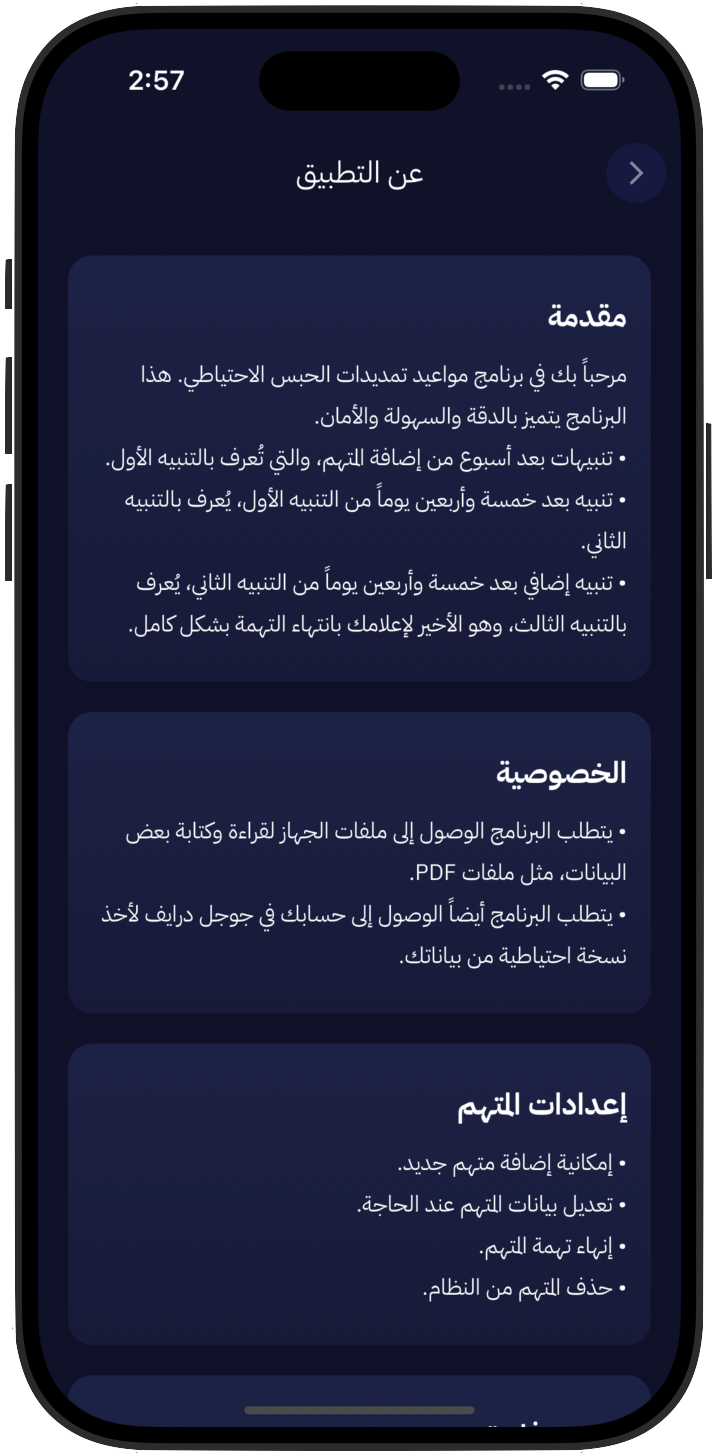 2:57
عن التطبيق
مقدمة
مرحباً بك في برنامج مواعيد تمديدات الحبس الاحتياطي. هذا
البرنامج يتميز بالدقة والسهولة والأمان.
• تنبيهات بعد أسبوع من إضافة المتهم، والتي تُعرف بالتنبيه الأول.
• تنبيه بعد خمسة وأربعين يوماً من التنبيه الأول، يُعرف بالتنبيه
الثاني.
• تنبيه إضافي بعد خمسة وأربعين يوماً من التنبيه الثاني، يُعرف
بالتنبيه الثالث، وهو الأخير لإعلامك بانتهاء التهمة بشكل كامل.
الخصوصية
• يتطلب البرنامج الوصول إلى ملفات الجهاز لقراءة وكتابة بعض
البيانات، مثل ملفات PDF.
• يتطلب البرنامج أيضاً الوصول إلى حسابك في جوجل درايف لأخذ
نسخة احتياطية من بياناتك.
إعدادات المتهم
• إمكانية إضافة متهم جديد.
• تعديل بيانات المتهم عند الحاجة.
• إنهاء تهمة المتهم.
• حذف المتهم من النظام.